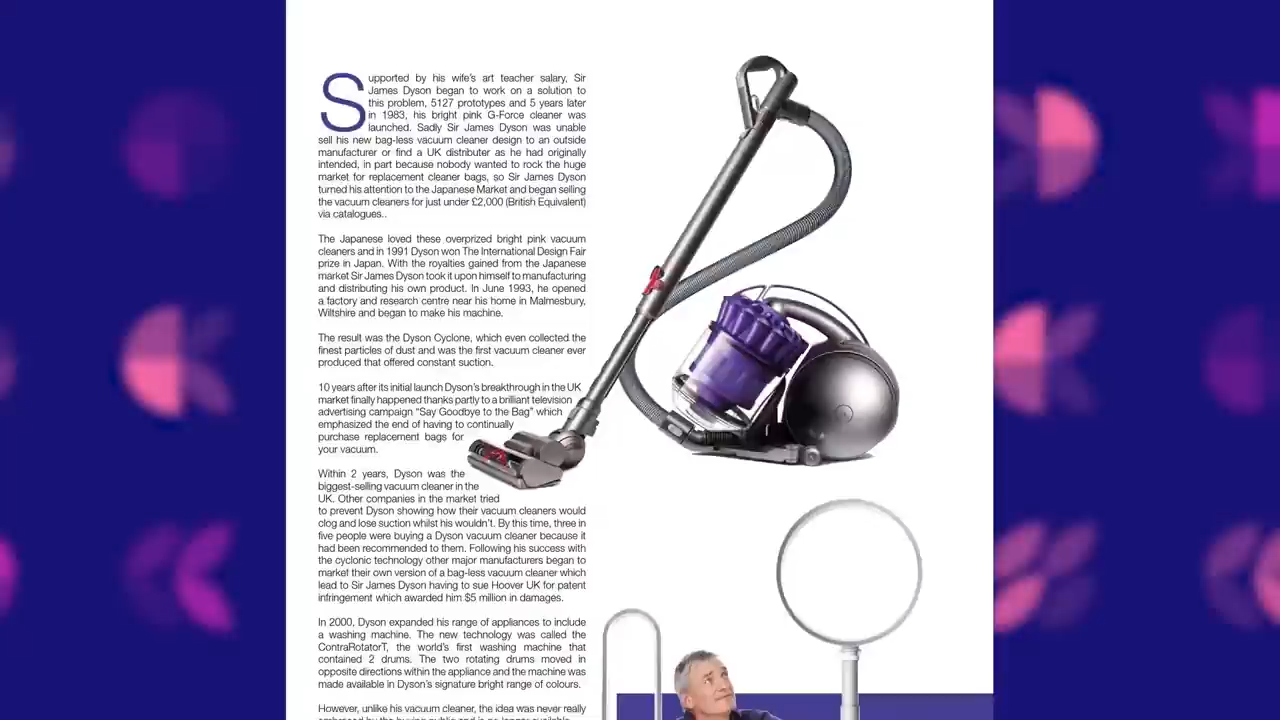 Supported by his wife's art teacher salary, Sir
James Dyson began to work on a solution to
this problem, 5127 prototypes and 5 years later
in 1983, his bright pink G-Force cleaner was
launched. Sadly Sir James Dyson was unable
sell his new bag-less vacuum cleaner design to an outside
manufacturer or find a UK distributer as he had originally
intended, in part because nobody wanted to rock the huge
market for replacement cleaner bags, so Sir James Dyson
turned his attention to the Japanese Market and began selling
the vacuum cleaners for just under £2,000 (British Equivalent)
via catalogues..
The Japanese loved these overprized bright pink vacuum
cleaners and in 1991 Dyson won The International Design Fair
prize in Japan. With the royalties gained from the Japanese
market Sir James Dyson took it upon himself to manufacturing
and distributing his own product. In June 1993, he opened
a factory and research centre near his home in Malmesbury,
Wiltshire and began to make his machine.
The result was the Dyson Cyclone, which even collected the
finest particles of dust and was the first vacuum cleaner ever
produced that offered constant suction.
10 years after its initial launch Dyson's breakthrough in the UK
market finally happened thanks partly to a brilliant television
advertising campaign "Say Goodbye to the Bag" which
emphasized the end of having to continually
purchase replacement bags for
your vacuum.
Within 2 years, Dyson was the
biggest-selling vacuum cleaner in the
UK. Other companies in the market tried
to prevent Dyson showing how their vacuum cleaners would
clog and lose suction whilst his wouldn't. By this time, three in
five people were buying a Dyson vacuum cleaner because it
had been recommended to them. Following his success with
the cyclonic technology other major manufacturers began to
market their own version of a bag-less vacuum cleaner which
lead to Sir James Dyson having to sue Hoover UK for patent
infringement which awarded him $5 million in damages.
In 2000, Dyson expanded his range of appliances to include
a washing machine. The new technology was called the
ContraRotatorT, the world's first washing machine that
contained 2 drums. The two rotating drums moved in
opposite directions within the appliance and the machine was
made available in Dyson's signature bright range of colours.
However, unlike his vacuum cleaner, the idea was never really
embraced by the buying public and is no longer available.